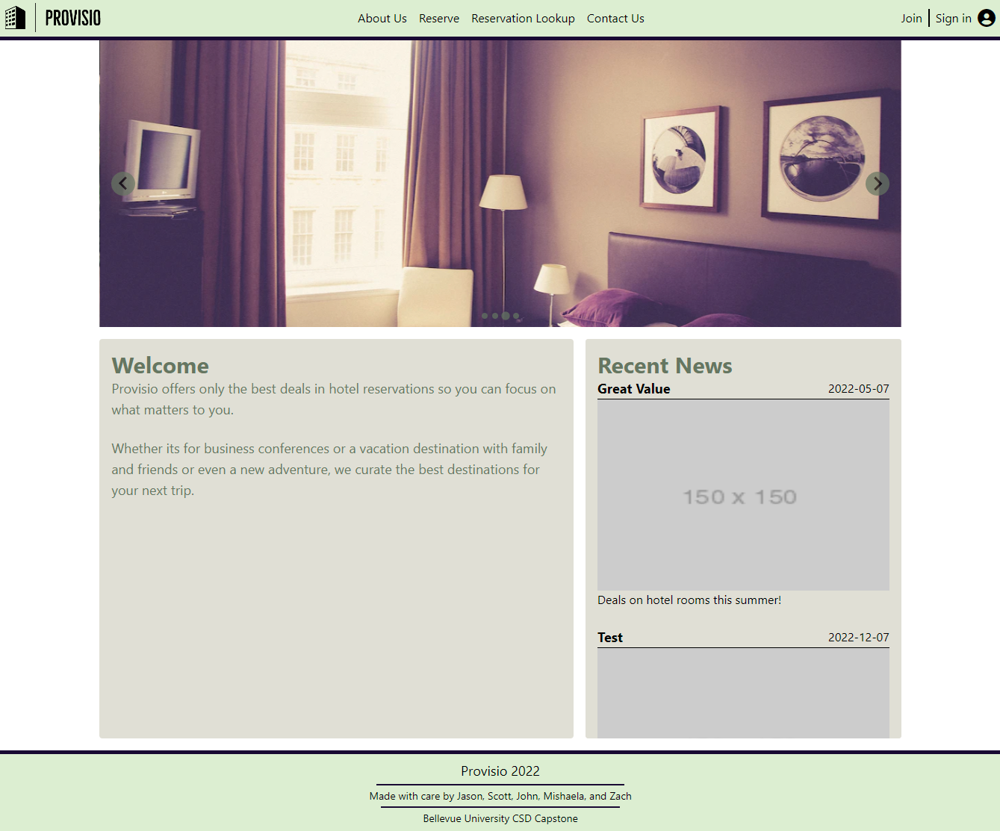 PROVISIO
About Us Reserve Reservation Lookup Contact Us
Join Sign in
Welcome
Provisio offers only the best deals in hotel reservations so you can focus on
what matters to you.
Whether its for business conferences or a vacation destination with family
and friends or even a new adventure, we curate the best destinations for
your next trip.
Recent News
Great Value 2022-05-07
150 x 150
Deals on hotel rooms this summer!
Test 2022-12-07
Provisio 2022
Made with care by Jason, Scott, John, Mishaela, and Zach
Bellevue University CSD Capstone